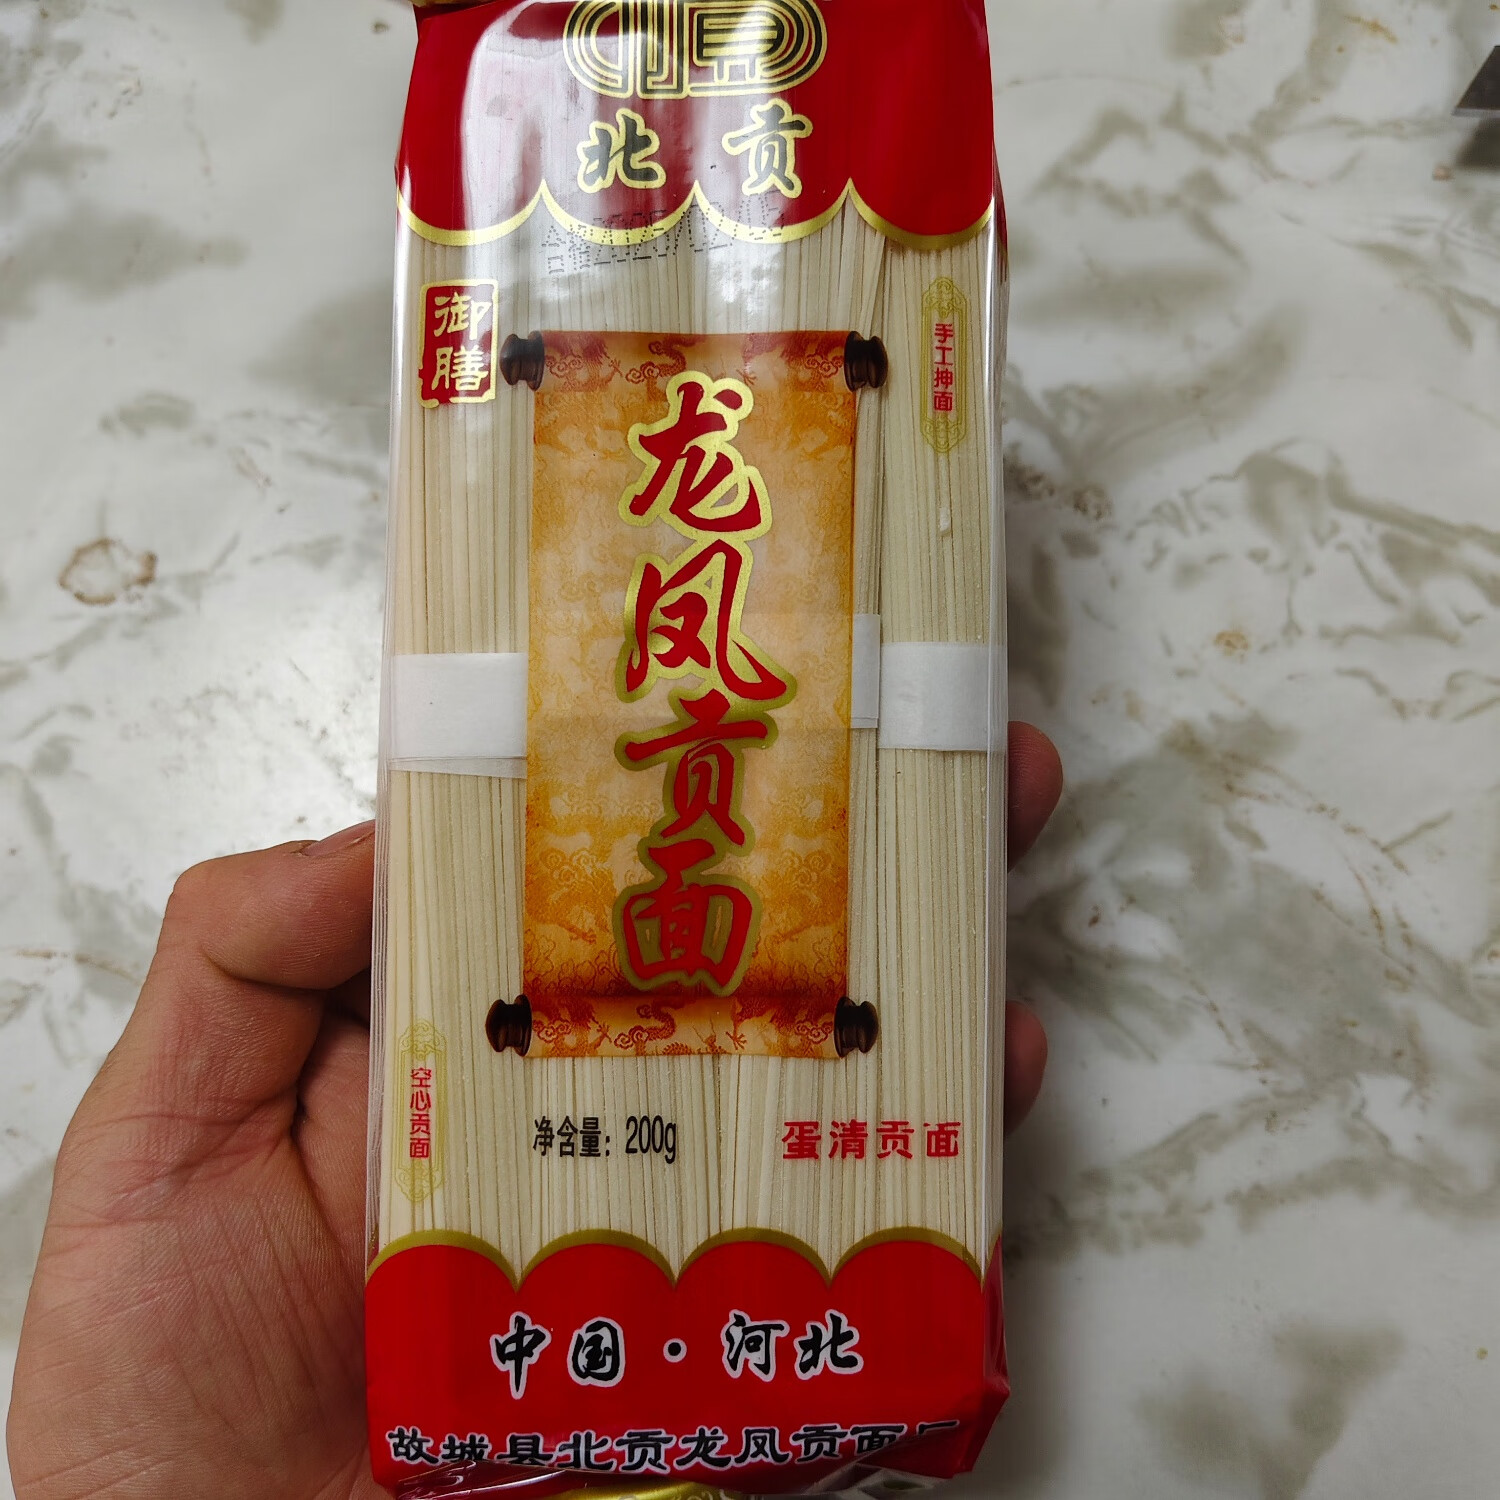 北贡
御膳
手工抻面
龙凤贡面
空心贡面
净含量：200g
蛋清贡面
中国·河北
故城县北贡龙凤贡面厂